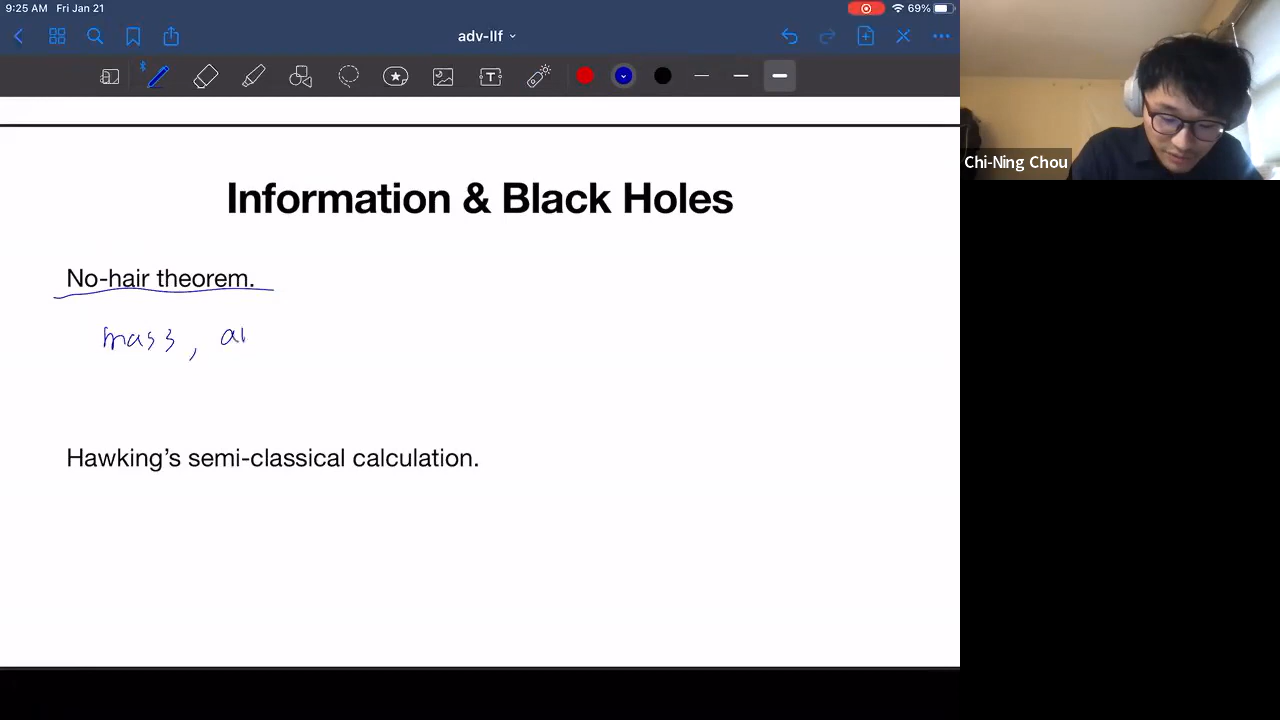 9:25 AM Fri Jan 21
69%
adv-IIf
T
Information & Black Holes
Chi-Ning Chou
No-hair theorem.
mass,
Hawking's semi-classical calculation.